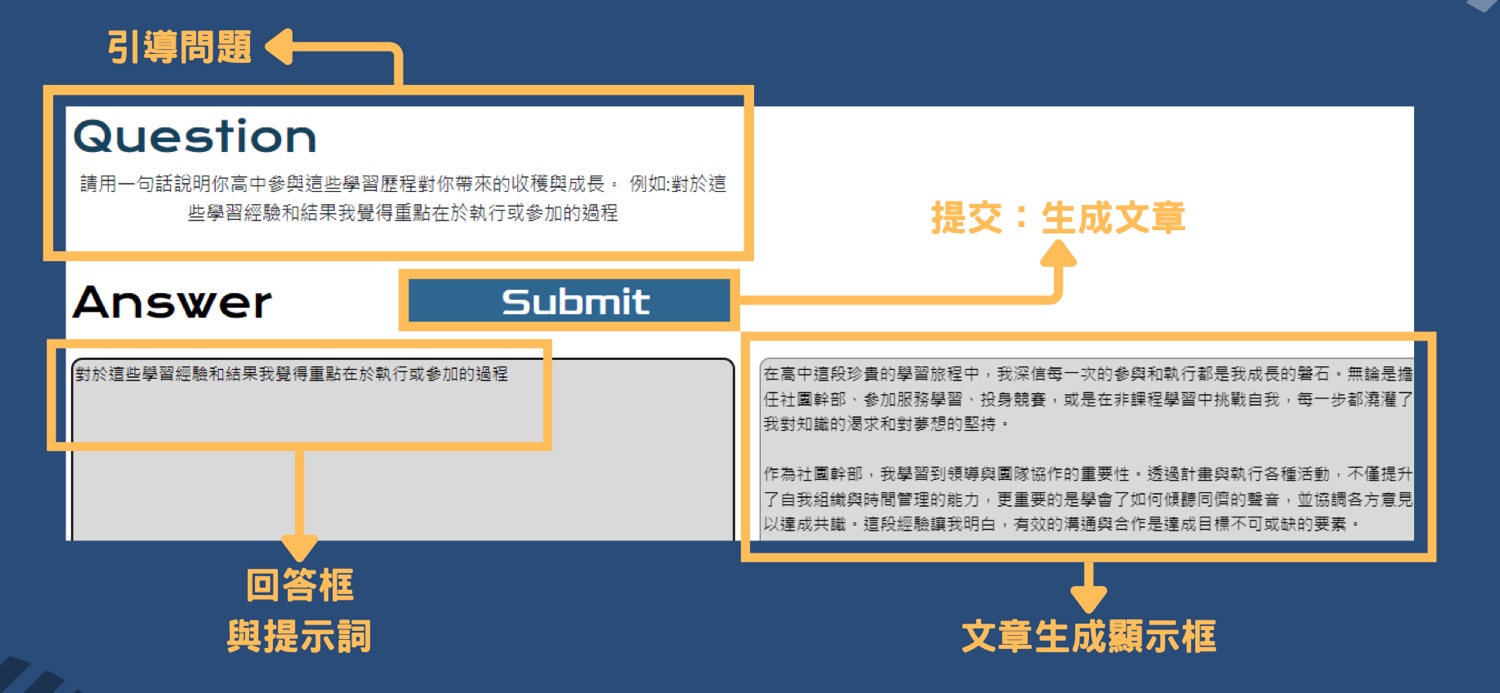 引導問題
Question
請用一句話說明你高中參與這些學習歷程對你帶來的收穫與成長。 例如:對於這
些學習經驗和結果我覺得重點在於執行或參加的過程
提交：生成文章
Answer
Submit
對於這些學習經驗和結果我覺得重點在於執行或參加的過程
在高中這段珍貴的學習旅程中，我深信每一次的參與和執行都是我成長的磐石。無論是擔
任社團幹部、參加服務學習、投身競賽，或是在非課程學習中挑戰自我，每一步都澆灌了
我對知識的渴求和對夢想的堅持。
作為社團幹部，我學習到領導與團隊協作的重要性。透過計畫與執行各種活動，不僅提升
了自我組織與時間管理的能力，更重要的是學會了如何傾聽同儕的聲音，並協調各方意見
以達成共識。這段經驗讓我明白，有效的溝通與合作是達成目標不可或缺的要素。
回答框
與提示詞
文章生成顯示框